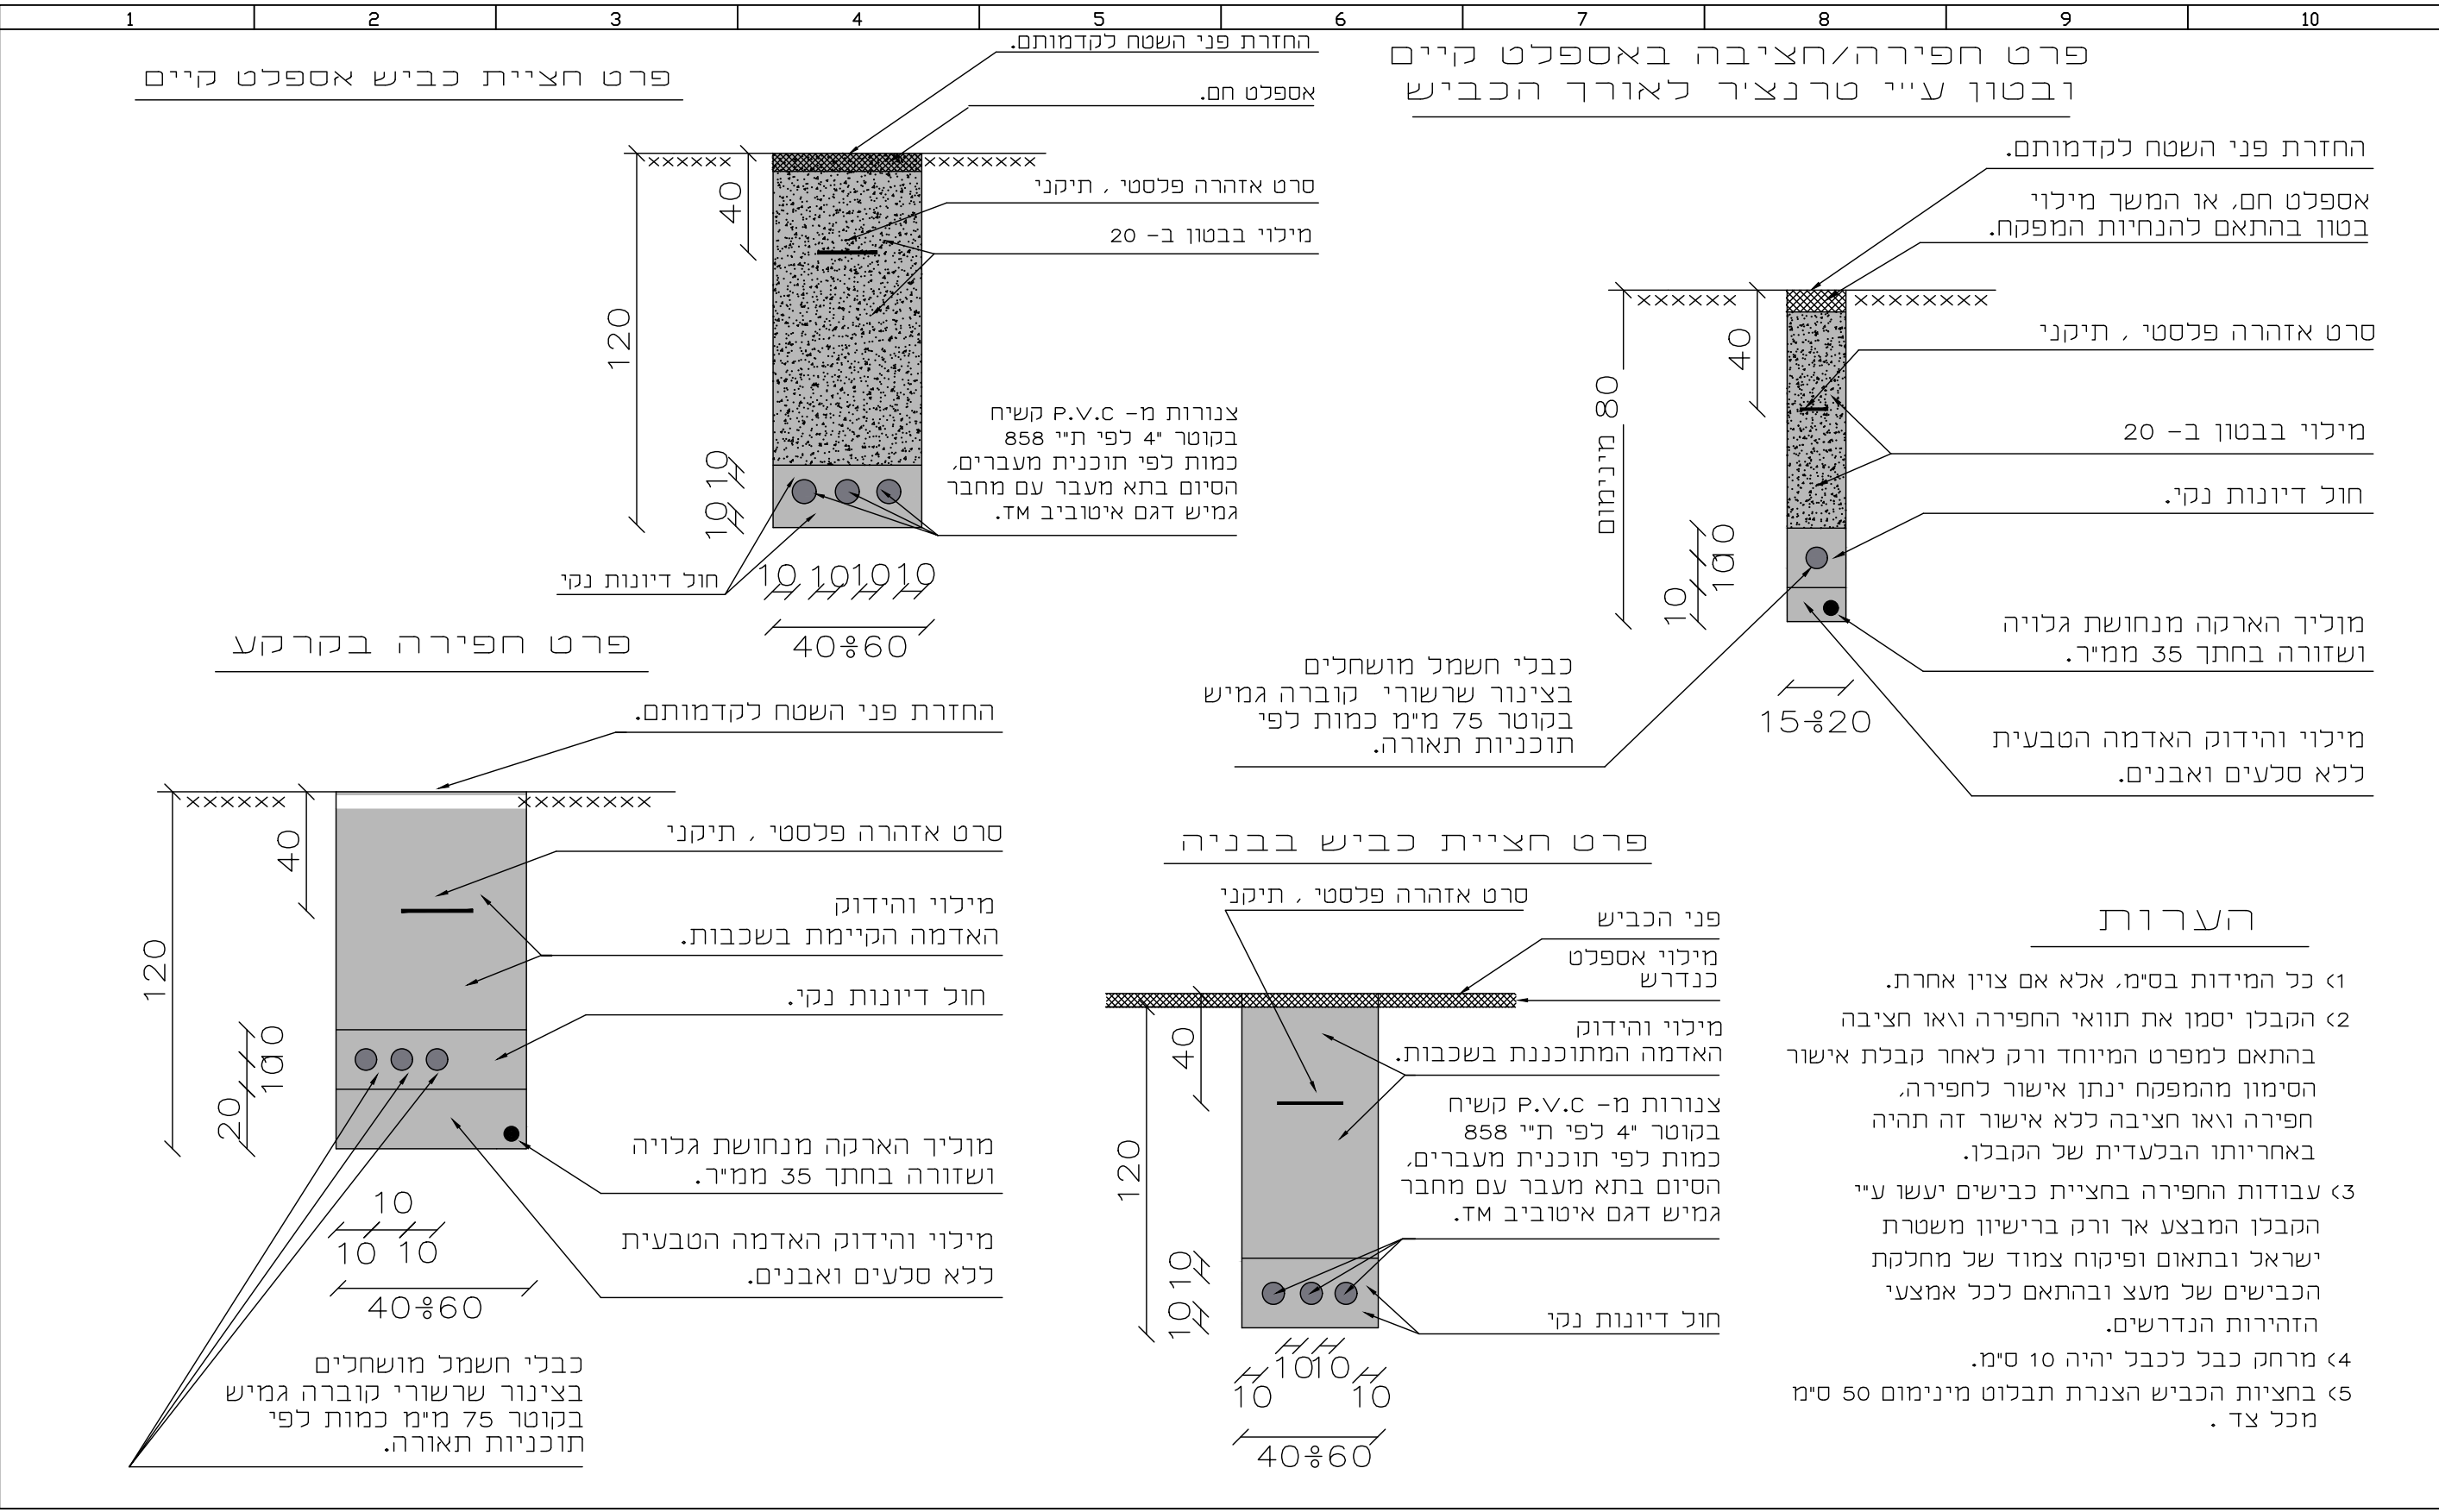 1 2 3 4 5 6 7 8 9 10
פרט חפירה/חציבה באספלט קיים
ובטון ע"י טרנצ'ר לאורך הכביש
החזרת פני השטח לקדמותם.
אספלט חם, או המשך מילוי
בטון בהתאם להנחיות המפקח.
סרט אזהרה פלסטי , תיקני
מילוי בבטון ב- 20
חול דיונות נקי.
מוליך הארקה מנחושת גלויה
ושזורה בחתך 35 ממ"ר.
מילוי והידוק האדמה הטבעית
ללא סלעים ואבנים.
כבלי חשמל מושחלים
בצינור שרשורי קוברה גמיש
בקוטר 75 מ"מ כמות לפי
תוכניות תאורה.
40
80 מינימום
10
10
10
15÷20
פרט חציית כביש אספלט קיים
החזרת פני השטח לקדמותם.
אספלט חם.
סרט אזהרה פלסטי , תיקני
מילוי בבטון ב- 20
צנורות מ- P.V.C קשיח
בקוטר 4" לפי ת"י 858
כמות לפי תוכנית מעברים,
הסיום בתא מעבר עם מחבר
גמיש דגם איטוביב TM.
חול דיונות נקי
40
120
10
10
10 10 10 10
40÷60
פרט חפירה בקרקע
החזרת פני השטח לקדמותם.
סרט אזהרה פלסטי , תיקני
מילוי והידוק
האדמה הקיימת בשכבות.
חול דיונות נקי.
מוליך הארקה מנחושת גלויה
ושזורה בחתך 35 ממ"ר.
מילוי והידוק האדמה הטבעית
ללא סלעים ואבנים.
כבלי חשמל מושחלים
בצינור שרשורי קוברה גמיש
בקוטר 75 מ"מ כמות לפי
תוכניות תאורה.
40
120
10
10
20
10
10 10
40÷60
פרט חציית כביש בבניה
סרט אזהרה פלסטי , תיקני
פני הכביש
מילוי אספלט
כנדרש
מילוי והידוק
האדמה המתוכננת בשכבות.
צנורות מ- P.V.C קשיח
בקוטר 4" לפי ת"י 858
כמות לפי תוכנית מעברים,
הסיום בתא מעבר עם מחבר
גמיש דגם איטוביב TM.
חול דיונות נקי
40
120
10
10
10 10
10 10
40÷60
הערות
1) כל המידות בס"מ, אלא אם צוין אחרת.
2) הקבלן יסמן את תוואי החפירה ו\או חציבה
בהתאם למפרט המיוחד ורק לאחר קבלת אישור
הסימון מהמפקח ינתן אישור לחפירה,
חפירה ו\או חציבה ללא אישור זה תהיה
באחריותו הבלעדית של הקבלן.
3) עבודות החפירה בחציית כבישים יעשו ע"י
הקבלן המבצע אך ורק ברישיון משטרת
ישראל ובתאום ופיקוח צמוד של מחלקת
הכבישים של מעצ ובהתאם לכל אמצעי
הזהירות הנדרשים.
4) מרחק כבל לכבל יהיה 10 ס"מ.
5) בחציות הכביש הצנרת תבלוט מינימום 50 ס"מ
מכל צד .